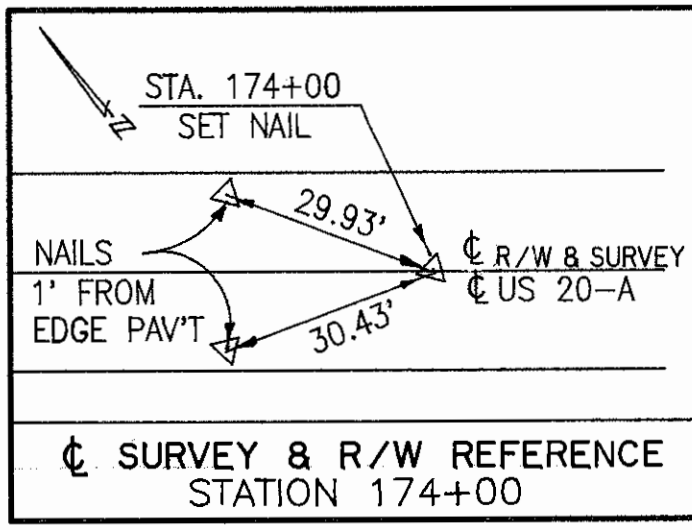 STA. 174+00
SET NAIL
Z
29.93'
NAILS
1' FROM
EDGE PAV'T
30.43'
℄ R/W & SURVEY
℄ US 20-A
℄ SURVEY & R/W REFERENCE
STATION 174+00